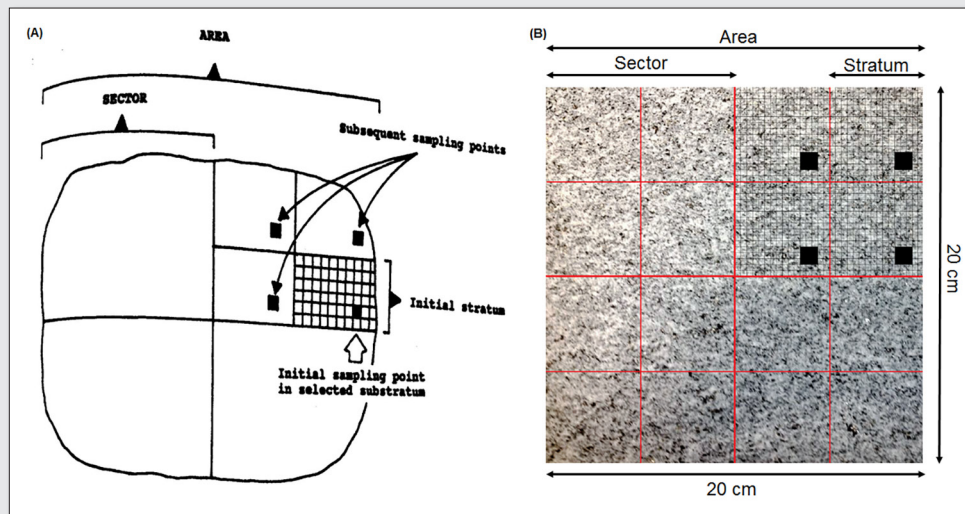 (A)
AREA
SECTOR
Subsequent sampling points
Initial stratum
Initial sampling point
in selected substratum
(B)
Area
Sector
Stratum
20 cm
20 cm